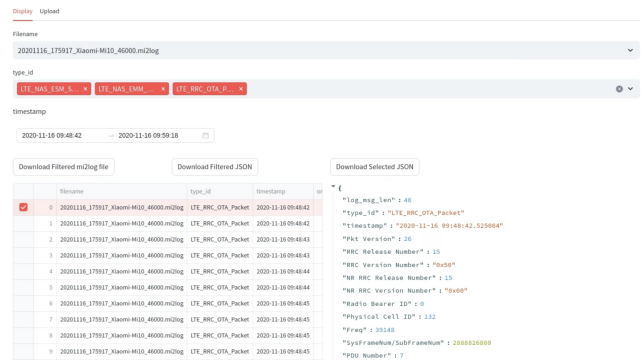 Display Upload
Filename
20201116_175917_Xiaomi-Mi10_46000.mi2log
type_id
LTE_NAS_ESM_S... × LTE_NAS_EMM_... × LTE_RRC_OTA_P... ×
timestamp
2020-11-16 09:48:42 → 2020-11-16 09:59:18
Download Filtered mi2log file Download Filtered JSON Download Selected JSON
filename type_id timestamp
0 20201116_175917_Xiaomi-Mi10_46000.mi2log LTE_RRC_OTA_Packet 2020-11-16 09:48:42
1 20201116_175917_Xiaomi-Mi10_46000.mi2log LTE_RRC_OTA_Packet 2020-11-16 09:48:42
2 20201116_175917_Xiaomi-Mi10_46000.mi2log LTE_RRC_OTA_Packet 2020-11-16 09:48:43
3 20201116_175917_Xiaomi-Mi10_46000.mi2log LTE_RRC_OTA_Packet 2020-11-16 09:48:43
4 20201116_175917_Xiaomi-Mi10_46000.mi2log LTE_RRC_OTA_Packet 2020-11-16 09:48:44
5 20201116_175917_Xiaomi-Mi10_46000.mi2log LTE_RRC_OTA_Packet 2020-11-16 09:48:44
6 20201116_175917_Xiaomi-Mi10_46000.mi2log LTE_RRC_OTA_Packet 2020-11-16 09:48:45
7 20201116_175917_Xiaomi-Mi10_46000.mi2log LTE_RRC_OTA_Packet 2020-11-16 09:48:45
8 20201116_175917_Xiaomi-Mi10_46000.mi2log LTE_RRC_OTA_Packet 2020-11-16 09:48:45
9 20201116_175917_Xiaomi-Mi10_46000.mi2log LTE_RRC_OTA_Packet 2020-11-16 09:48:45
{
"log_msg_len" : 40
"type_id" : "LTE_RRC_OTA_Packet"
"timestamp" : "2020-11-16 09:48:42.525084"
"Pkt Version" : 26
"RRC Release Number" : 15
"RRC Version Number" : "0x50"
"NR RRC Release Number" : 15
"NR RRC Version Number" : "0x60"
"Radio Bearer ID" : 0
"Physical Cell ID" : 132
"Freq" : 39148
"SysFrameNum/SubFrameNum" :
"PDU Number" : 7